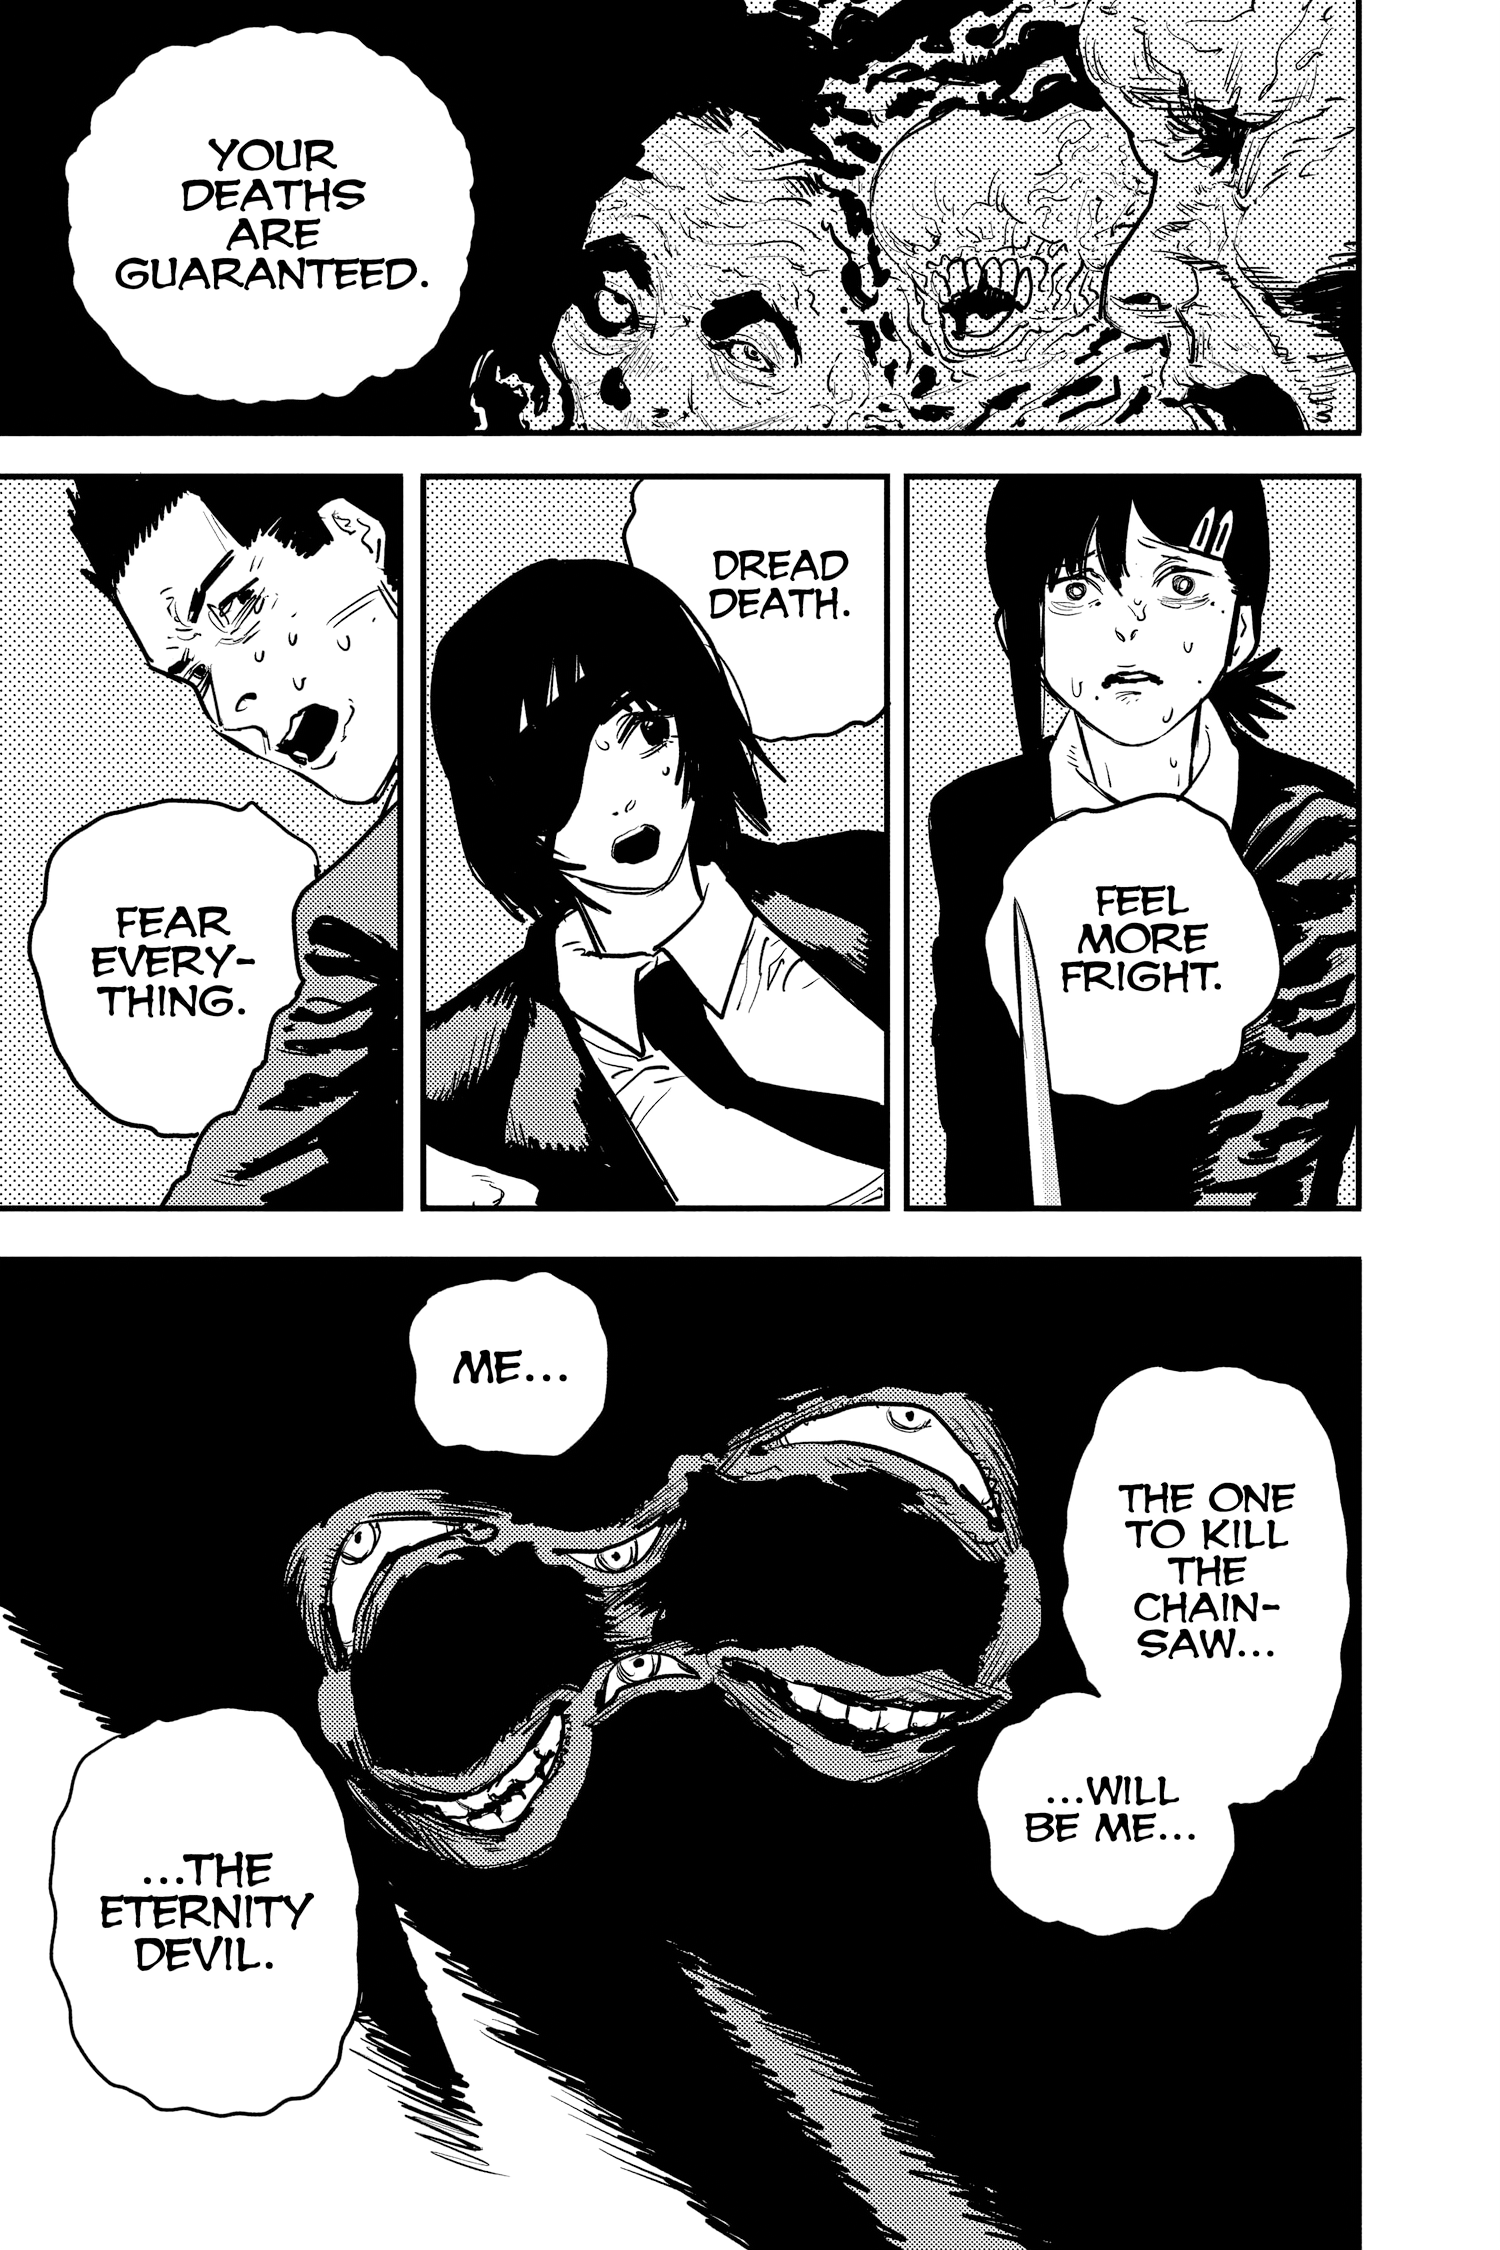 YOUR
DEATHS
ARE
GUARANTEED.
FEEL
MORE
FRIGHT.
DREAD
DEATH.
FEAR
EVERY-
THING.
THE ONE
TO KILL
THE
CHAIN-
SAW...
...WILL
BE ME...
ME...
...THE
ETERNITY
DEVIL.